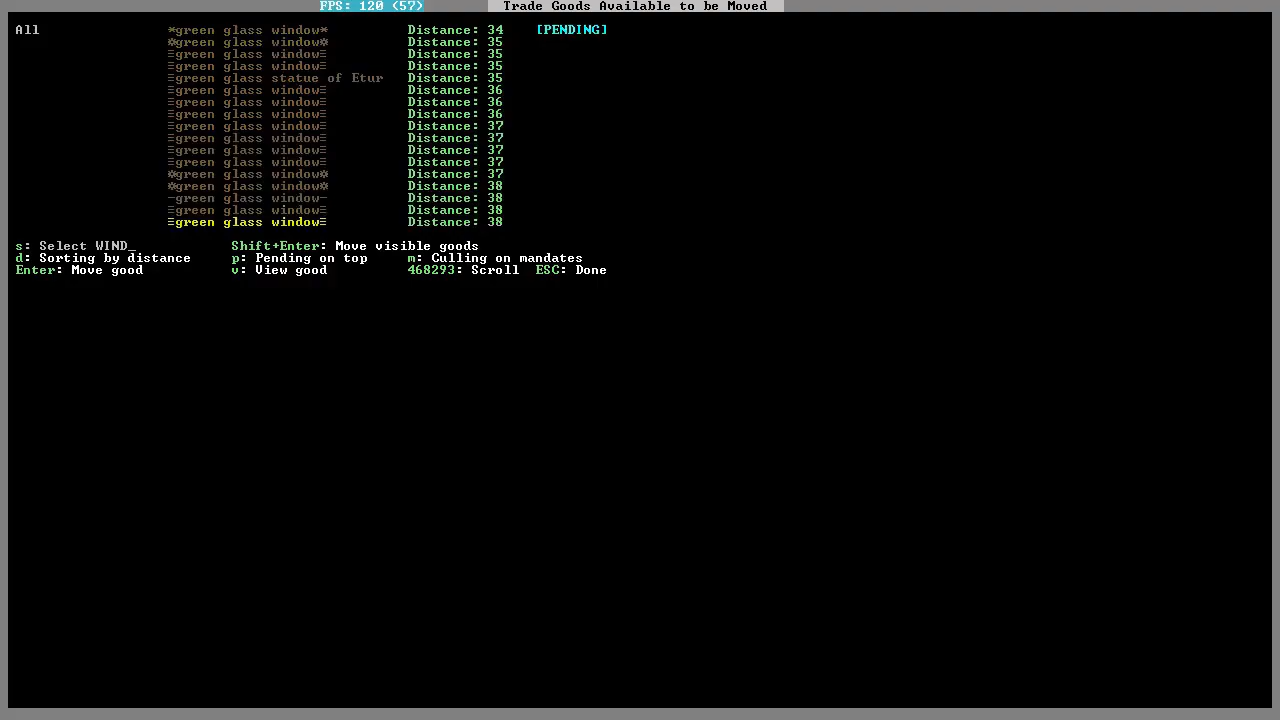 FPS: 120 (57) Trade Goods Available to be Moved
All *green glass window* Distance: 34 [PENDING]
☼green glass window☼ Distance: 35
≡green glass window≡ Distance: 35
≡green glass window≡ Distance: 35
≡green glass statue of Etur Distance: 35
≡green glass window≡ Distance: 36
≡green glass window≡ Distance: 36
≡green glass window≡ Distance: 36
≡green glass window≡ Distance: 37
≡green glass window≡ Distance: 37
≡green glass window≡ Distance: 37
≡green glass window≡ Distance: 37
☼green glass window☼ Distance: 37
☼green glass window☼ Distance: 38
-green glass window- Distance: 38
≡green glass window≡ Distance: 38
≡green glass window≡ Distance: 38
s: Select WIND_ Shift+Enter: Move visible goods
d: Sorting by distance p: Pending on top m: Culling on mandates
Enter: Move good v: View good 468293: Scroll ESC: Done